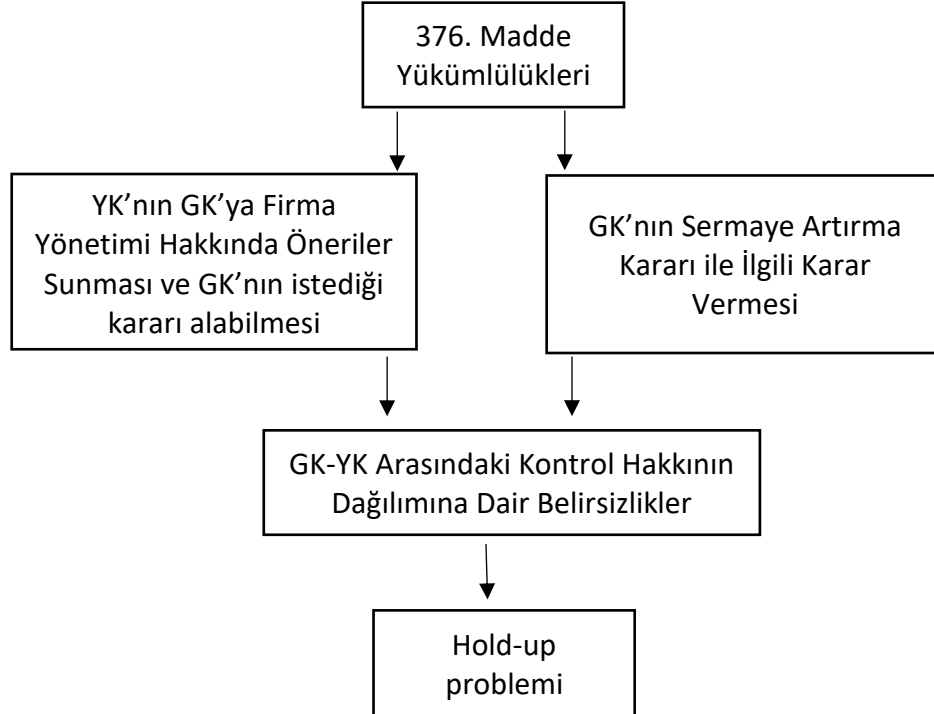 376. Madde
Yükümlülükleri
YK’nın GK’ya Firma
Yönetimi Hakkında Öneriler
Sunması ve GK’nın istediği
kararı alabilmesi
GK’nın Sermaye Artırma
Kararı ile İlgili Karar
Vermesi
GK-YK Arasındaki Kontrol Hakkının
Dağılımına Dair Belirsizlikler
Hold-up
problemi